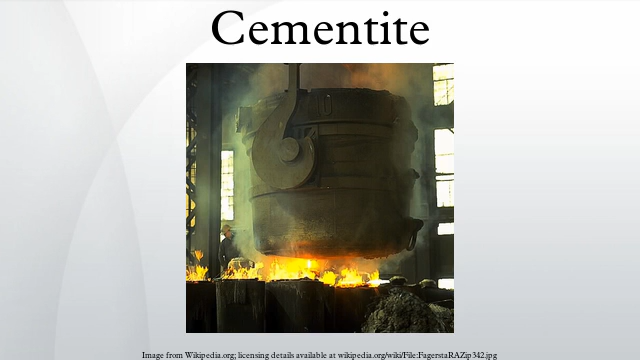 Cementite
Image from Wikipedia.org; licensing details available at wikipedia.org/wiki/File:FagerstaRAZip342.jpg